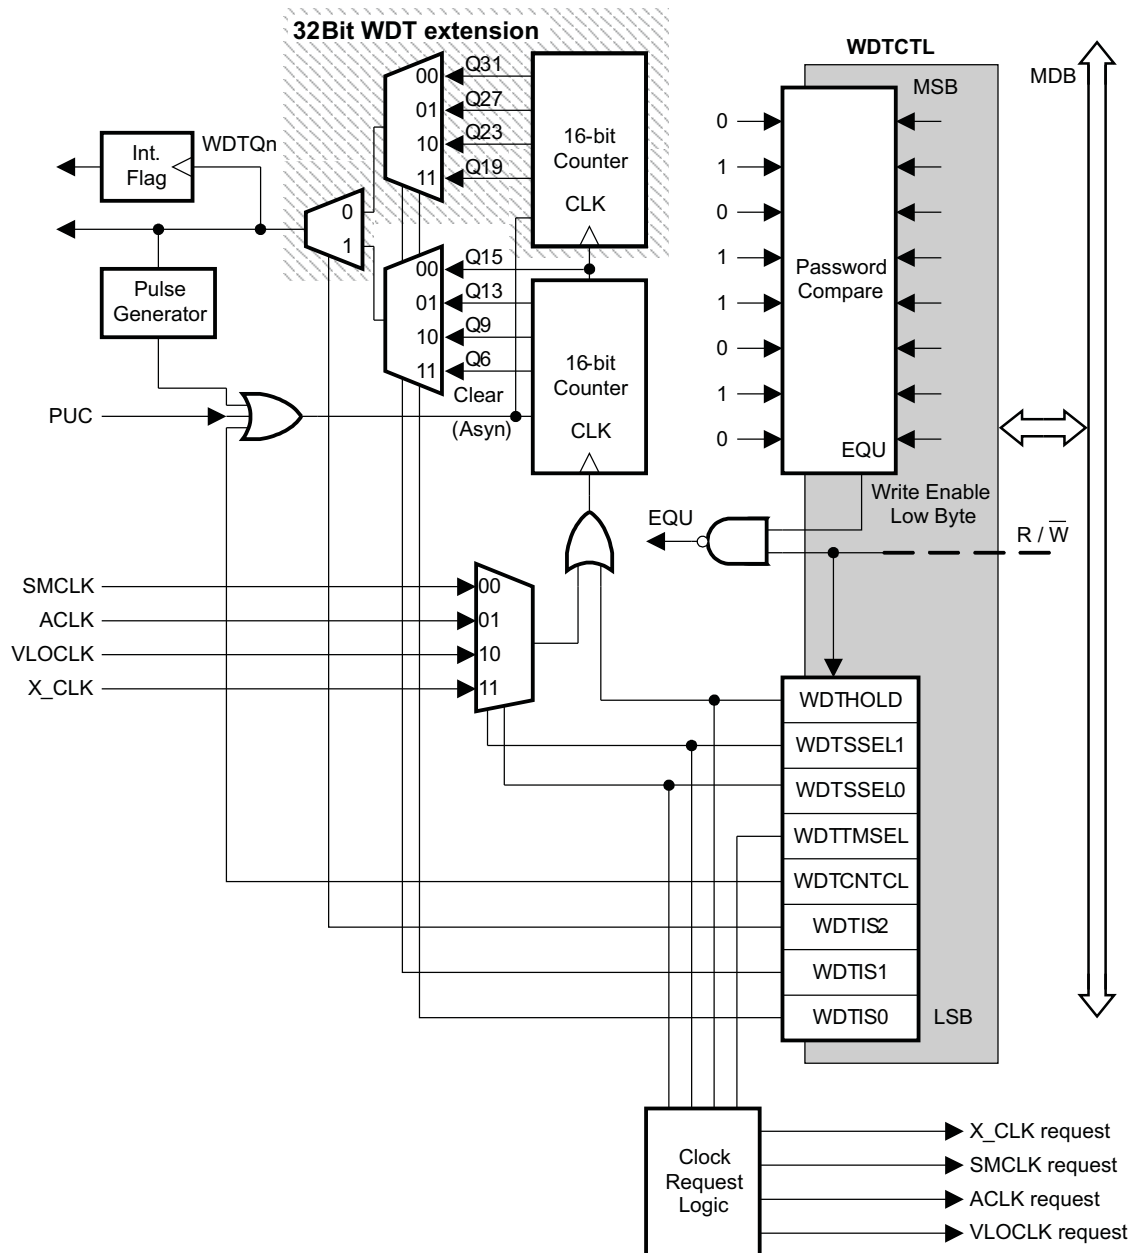 32Bit WDT extension
WDTCTL
MDB
MSB
00
Q31
01
Q27
10
Q23
11
Q19
16-bit
Counter
CLK
WDTQn
Int.
Flag
0
1
Pulse
Generator
00
Q15
01
Q13
10
Q9
11
Q6
16-bit
Counter
CLK
Clear
(Asyn)
PUC
0
1
0
1
1
0
1
0
Password
Compare
EQU
Write Enable
Low Byte
EQU
R / W
SMCLK
00
ACLK
01
VLOCLK
10
X_CLK
11
WDTHOLD
WDTSSEL1
WDTSSEL0
WDTTMSEL
WDTCNTCL
WDTIS2
WDTIS1
WDTIS0
LSB
Clock
Request
Logic
X_CLK request
SMCLK request
ACLK request
VLOCLK request